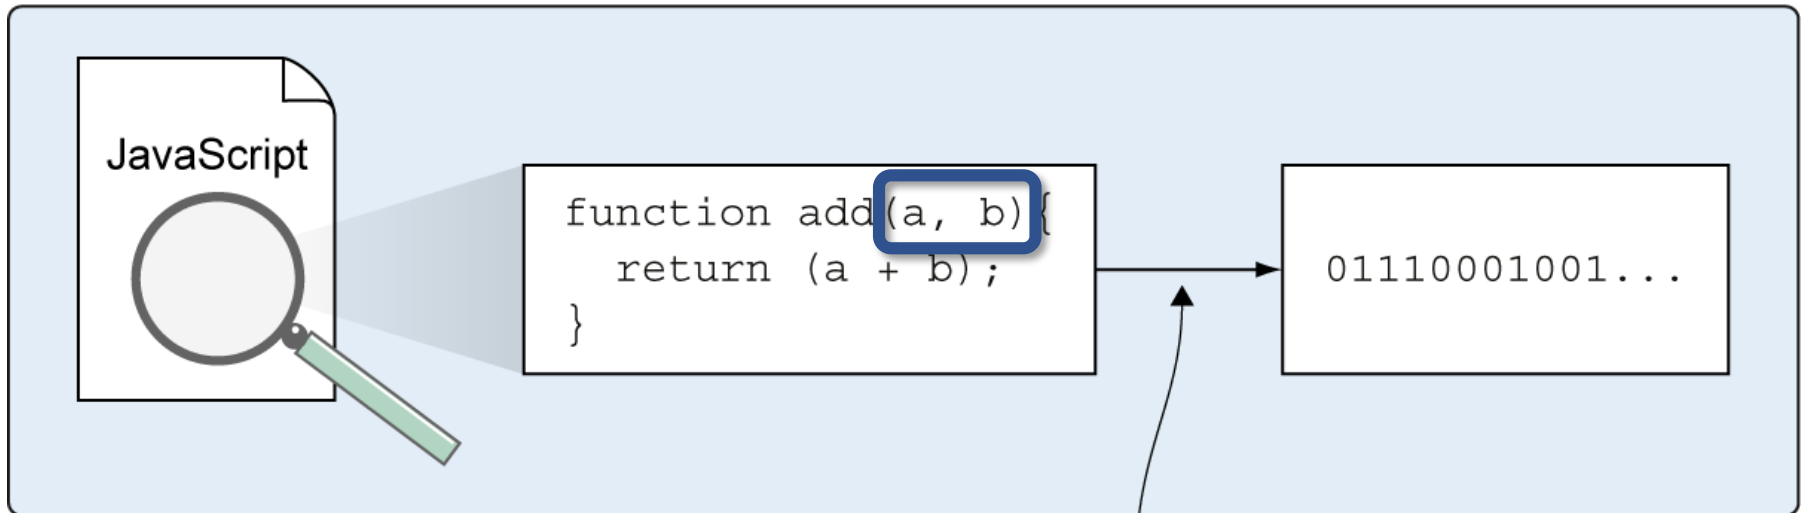 JavaScript
function add(a, b){
return (a + b);
}
01110001001...